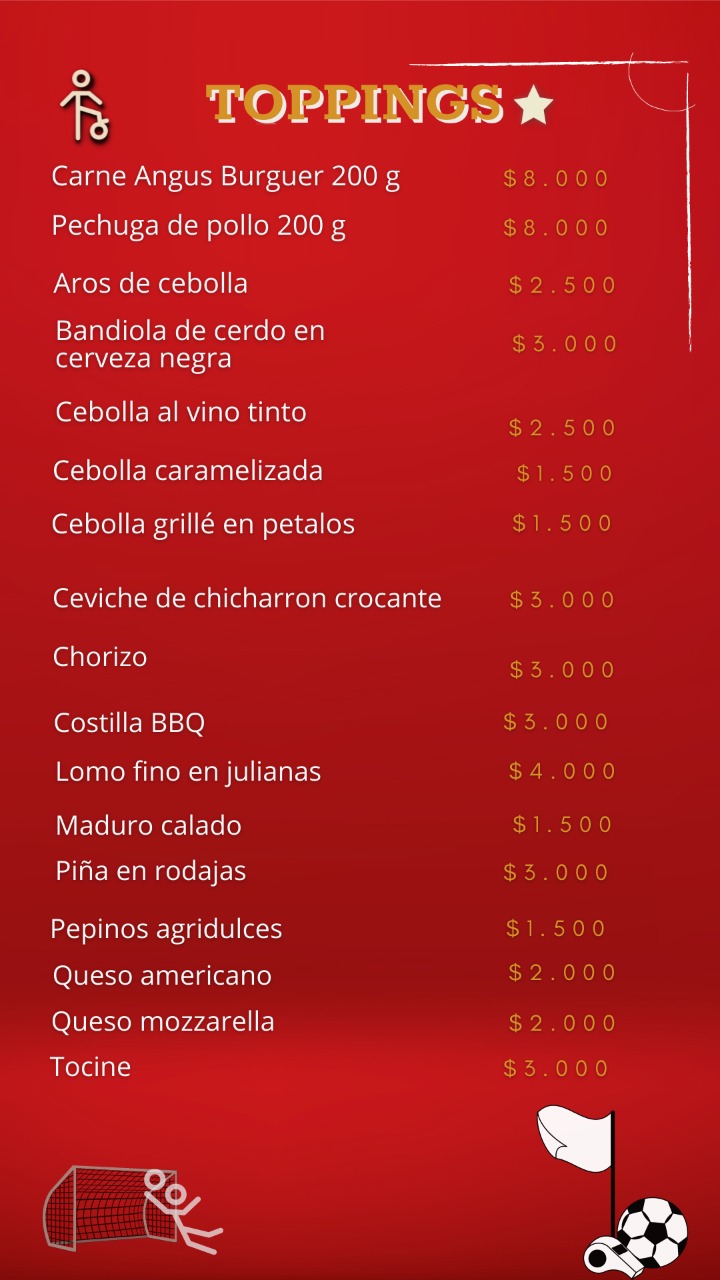 TOPPINGS
Carne Angus Burguer 200 g $8.000
Pechuga de pollo 200 g $8.000
Aros de cebolla $2.500
Bandiola de cerdo en
cerveza negra $3.000
Cebolla al vino tinto $2.500
Cebolla caramelizada $1.500
Cebolla grillé en petalos $1.500
Ceviche de chicharron crocante $3.000
Chorizo $3.000
Costilla BBQ $3.000
Lomo fino en julianas $4.000
Maduro calado $1.500
Piña en rodajas $3.000
Pepinos agridulces $1.500
Queso americano $2.000
Queso mozzarella $2.000
Tocine $3.000